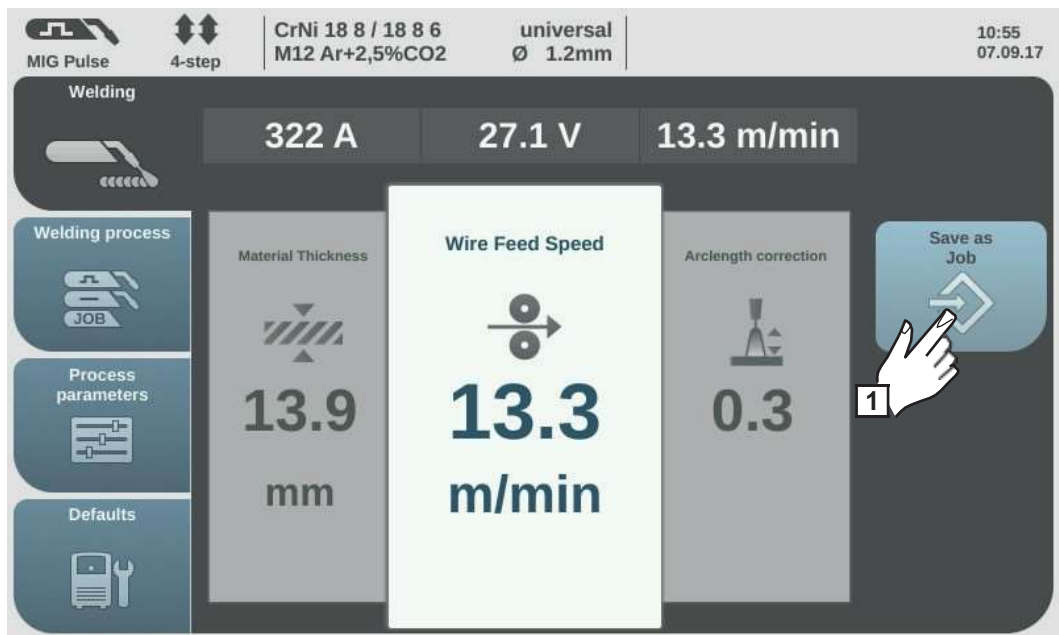 MIG Pulse
4-step
CrNi 18 8 / 18 8 6 universal
M12 Ar+2,5%CO2 Ø 1.2mm
10:55
07.09.17
Welding
322 A
27.1 V
13.3 m/min
Welding process
JOB
Process
parameters
Defaults
Material Thickness
13.9
mm
Wire Feed Speed
13.3
m/min
Arclength correction
0.3
Save as
Job
1